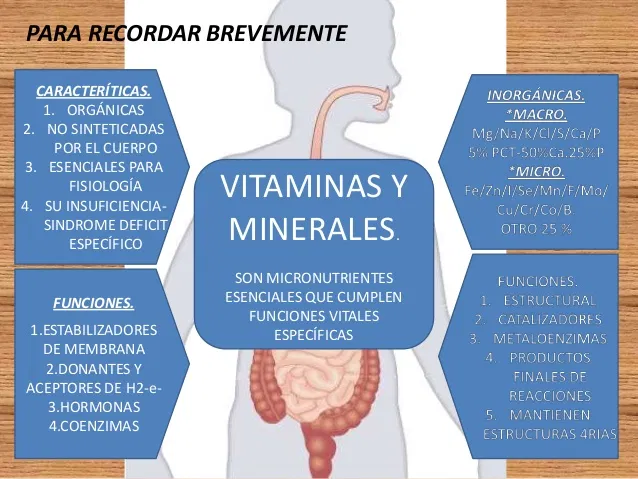 PARA RECORDAR BREVEMENTE
CARACTERÍTICAS.
1. ORGÁNICAS
2. NO SINTETICADAS
POR EL CUERPO
3. ESENCIALES PARA
FISIOLOGÍA
4. SU INSUFICIENCIA-
SINDROME DEFICIT
ESPECÍFICO
FUNCIONES.
1.ESTABILIZADORES
DE MEMBRANA
2.DONANTES Y
ACEPTORES DE H2-e-
3.HORMONAS
4.COENZIMAS
VITAMINAS Y
MINERALES.
SON MICRONUTRIENTES
ESENCIALES QUE CUMPLEN
FUNCIONES VITALES
ESPECÍFICAS
INORGÁNICAS.
*MACRO.
Mg/Na/K/Cl/S/Ca/P
5% PCT-50%Ca.25%P
*MICRO.
Fe/Zn/I/Se/Mn/F/Mo/
Cu/Cr/Co/B.
OTRO 25 %
FUNCIONES.
1. ESTRUCTURAL
2. CATALIZADORES
3. METALOENZIMAS
4. PRODUCTOS
FINALES DE
REACCIONES
5. MANTIENEN
ESTRUCTURAS 4RIAS